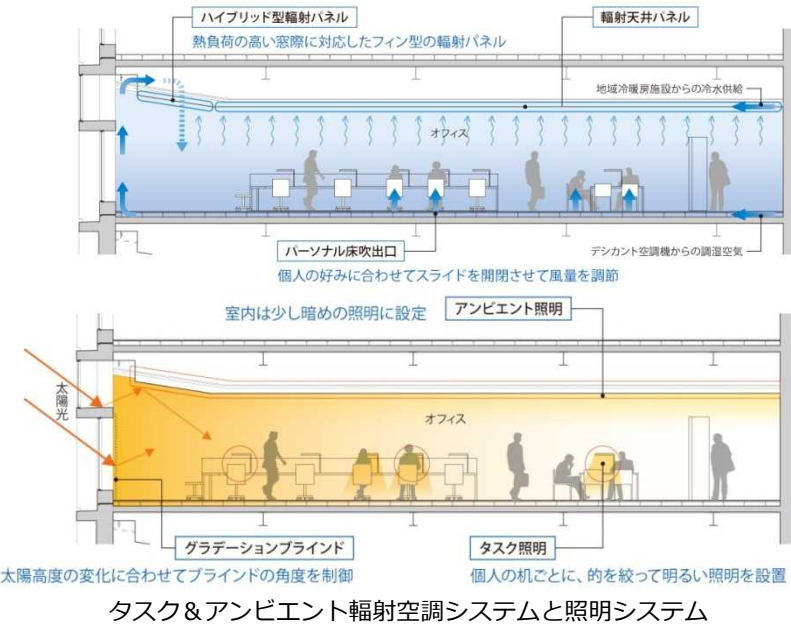 ハイブリッド型輻射パネル
輻射天井パネル
熱負荷の高い窓際に対応したフィン型の輻射パネル
地域冷暖房施設からの冷水供給
オフィス
パーソナル床吹出口
デシカント空調機からの調湿空気
個人の好みに合わせてスライドを開閉させて風量を調節
室内は少し暗めの照明に設定
アンビエント照明
太陽光
オフィス
グラデーションブラインド
タスク照明
太陽高度の変化に合わせてブラインドの角度を制御
個人の机ごとに、的を絞って明るい照明を設置
タスク＆アンビエント輻射空調システムと照明システム